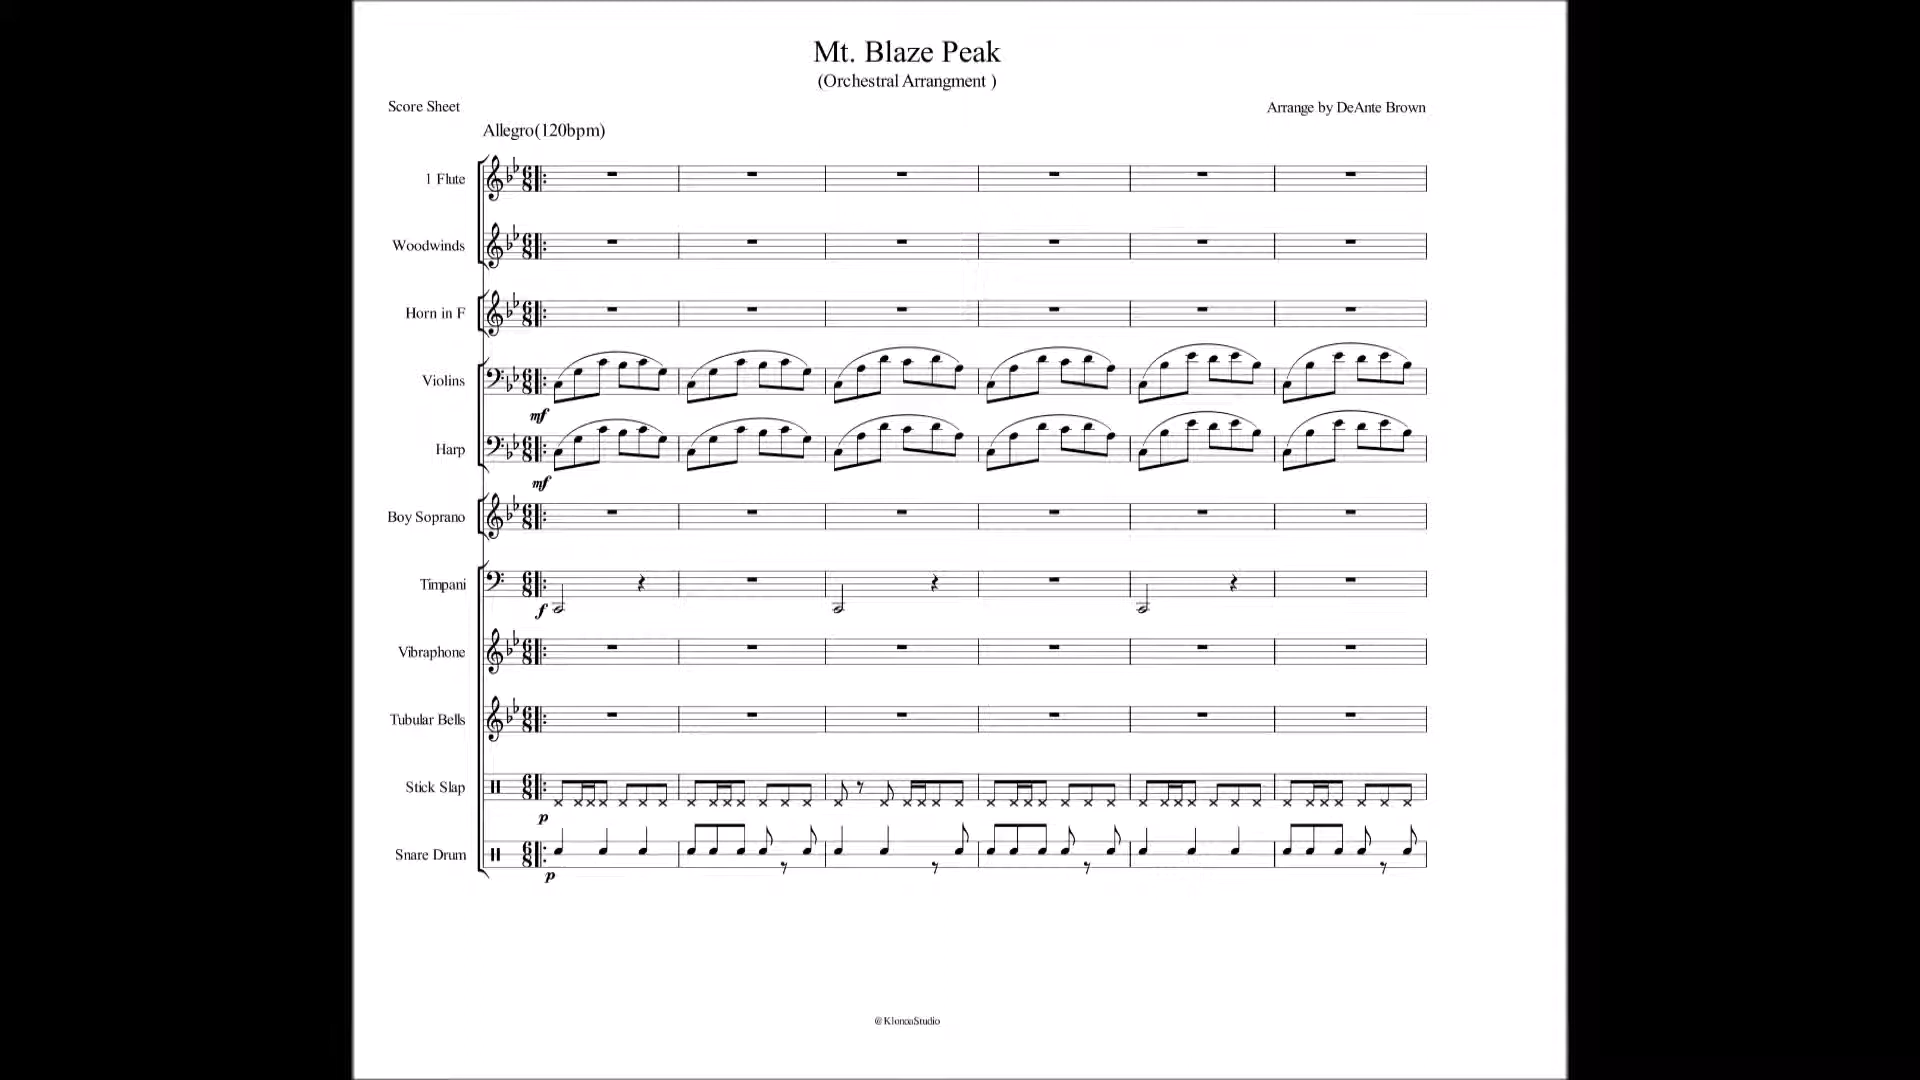 Mt. Blaze Peak
(Orchestral Arrangment )
Score Sheet
Arrange by DeAnte Brown
Allegro(120bpm)
1 Flute
Woodwinds
Horn in F
Violins
mf
Harp
mf
Boy Soprano
Timpani
f
Vibraphone
Tubular Bells
Stick Slap
p
Snare Drum
p
@KlonoaStudio